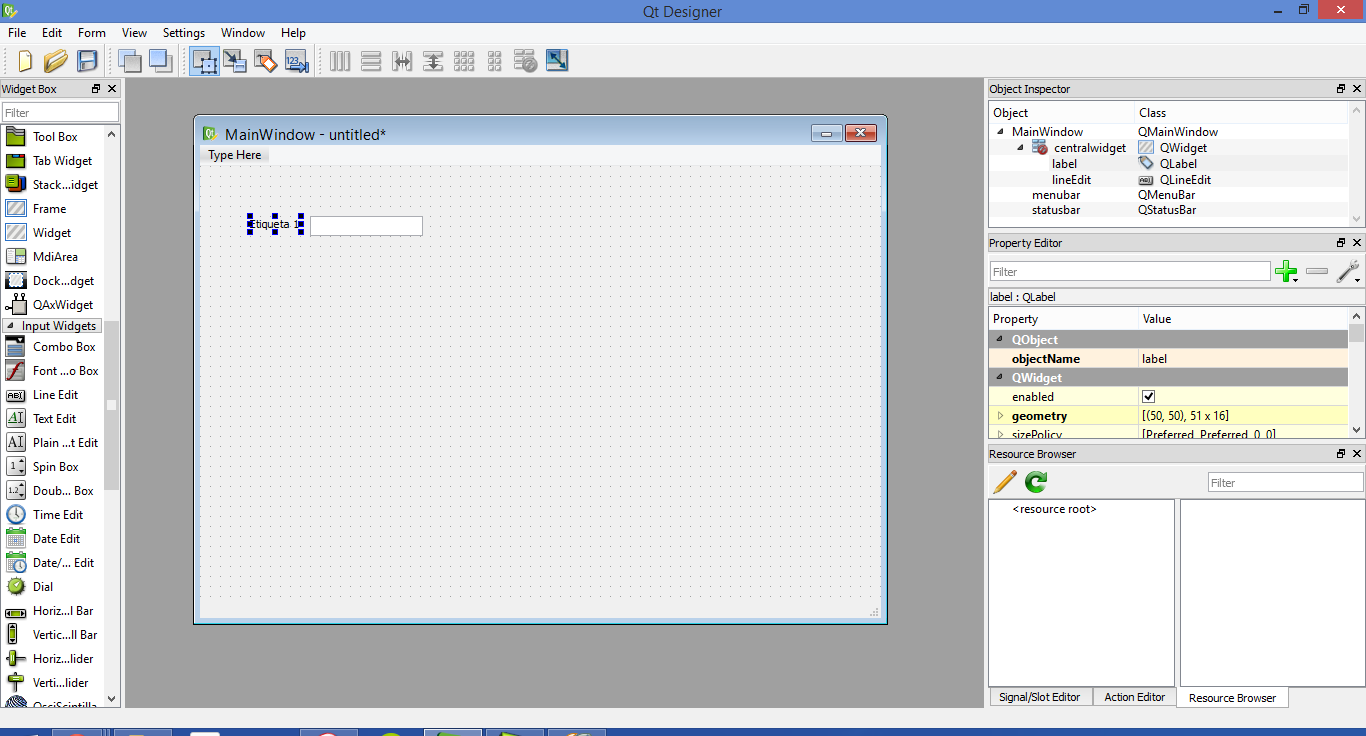 Qt Designer
File Edit Form View Settings Window Help
Widget Box
Filter
Tool Box
Tab Widget
Stack...idget
Frame
Widget
MdiArea
Dock...dget
QAxWidget
Input Widgets
Combo Box
Font ...o Box
Line Edit
Text Edit
Plain ...t Edit
Spin Box
Doub... Box
Time Edit
Date Edit
Date/... Edit
Dial
Horiz...l Bar
Vertic...ll Bar
Horiz...lider
Verti...lider
QsciScintilla
MainWindow - untitled*
Type Here
Etiqueta 1
Object Inspector
Object Class
MainWindow QMainWindow
centralwidget QWidget
label QLabel
lineEdit QLineEdit
menubar QMenuBar
statusbar QStatusBar
Property Editor
Filter
label : QLabel
Property Value
QObject
objectName label
QWidget
enabled
geometry [(50, 50), 51 x 16]
sizePolicy [Preferred, Preferred, 0, 0]
Resource Browser
Filter
<resource root>
Signal/Slot Editor Action Editor Resource Browser